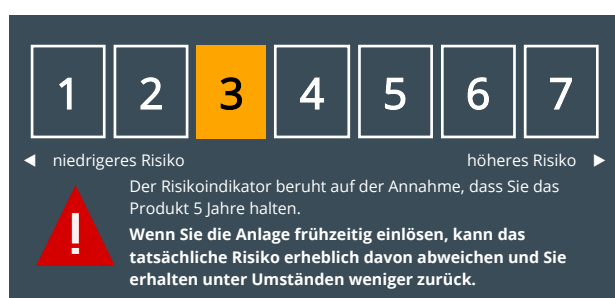 1 2 3 4 5 6 7
niedrigeres Risiko höheres Risiko
!
Der Risikoindikator beruht auf der Annahme, dass Sie das
Produkt 5 Jahre halten.
Wenn Sie die Anlage frühzeitig einlösen, kann das
tatsächliche Risiko erheblich davon abweichen und Sie
erhalten unter Umständen weniger zurück.